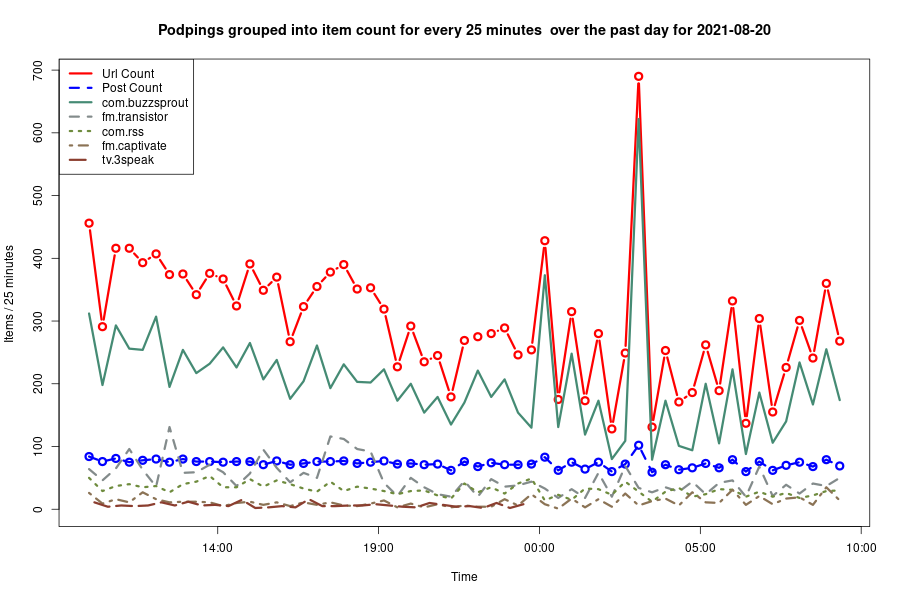 Podpings grouped into item count for every 25 minutes  over the past day for 2021-08-20
Items / 25 minutes
700
600
500
400
300
200
100
0
Url Count
Post Count
com.buzzsprout
fm.transistor
com.rss
fm.captivate
tv.3speak
14:00
19:00
00:00
05:00
10:00
Time